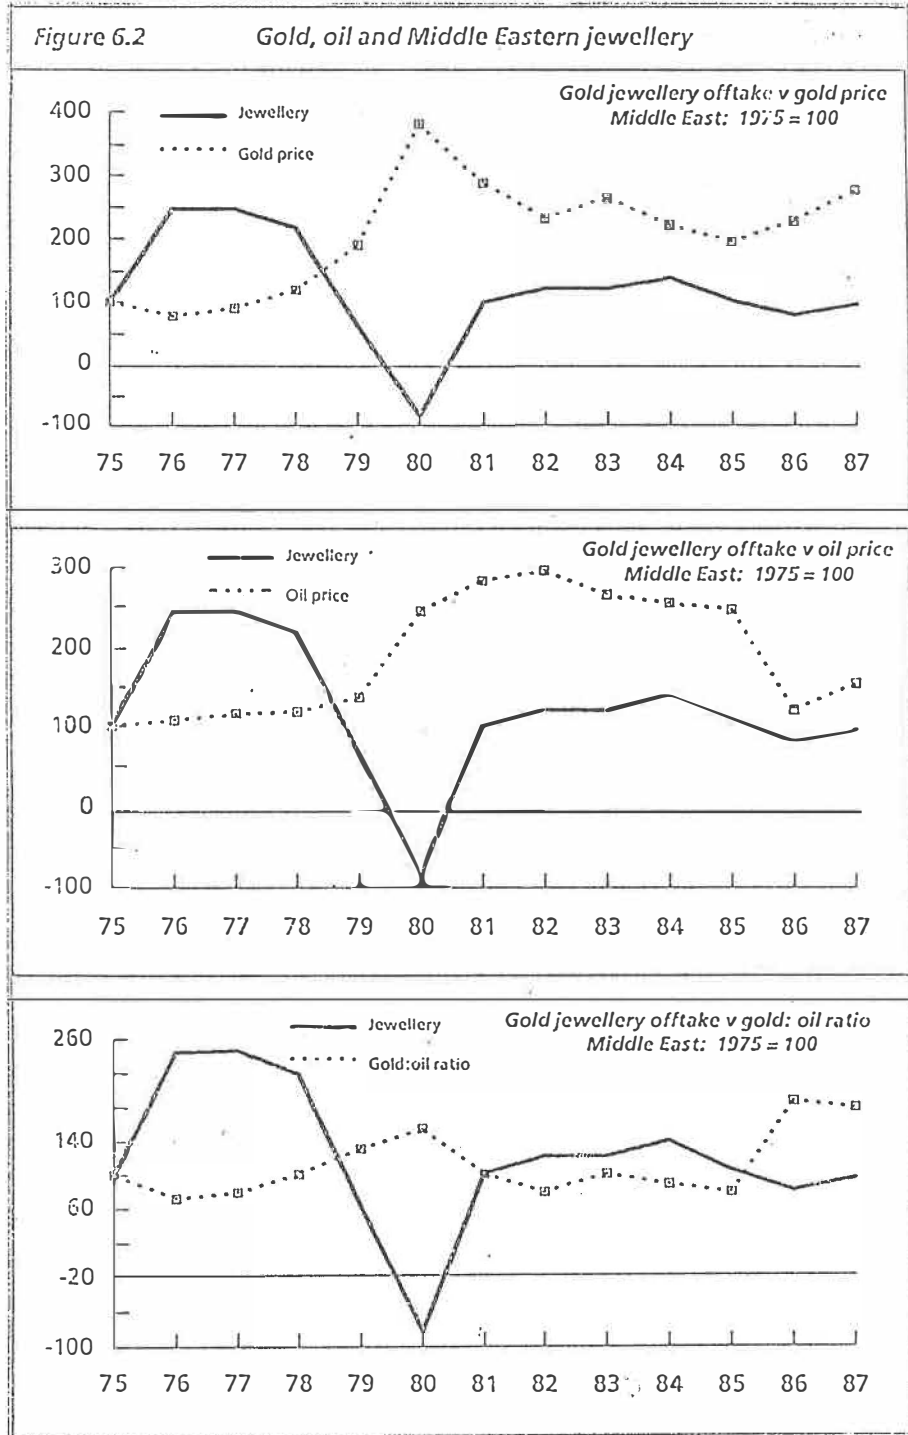 Figure 6.2 Gold, oil and Middle Eastern jewellery
Gold jewellery offtake v gold price
Middle East: 1975 = 100
Jewellery
Gold price
400
300
200
100
0
-100
75 76 77 78 79 80 81 82 83 84 85 86 87
Gold jewellery offtake v oil price
Middle East: 1975 = 100
Jewellery
Oil price
300
200
100
0
-100
75 76 77 78 79 80 81 82 83 84 85 86 87
Gold jewellery offtake v gold: oil ratio
Middle East: 1975 = 100
Jewellery
Gold:oil ratio
260
140
60
-20
-100
75 76 77 78 79 80 81 82 83 84 85 86 87